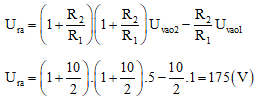 U_ra = (1 + R_2/R_1)(1 + R_2/R_1) U_vao2 − R_2/R_1 U_vao1
U_ra = (1 + 10/2).(1 + 10/2).5 − 10/2.1 = 175(V)